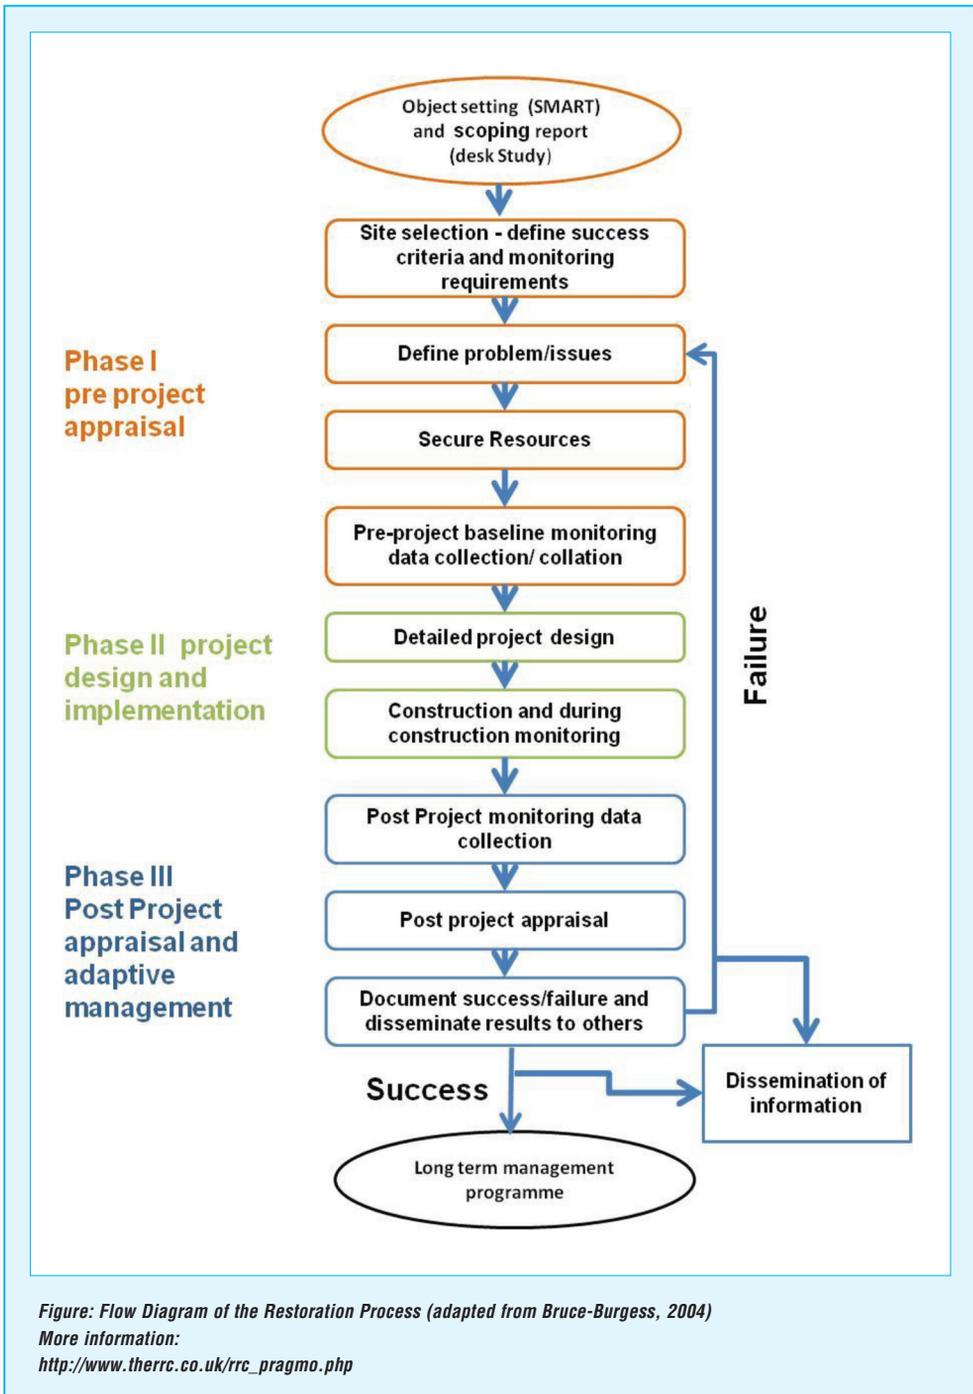 Object setting (SMART)
and scoping report
(desk Study)
Site selection - define success
criteria and monitoring
requirements
Phase I
pre project
appraisal
Define problem/issues
Secure Resources
Pre-project baseline monitoring
data collection/ collation
Phase II project
design and
implementation
Detailed project design
Construction and during
construction monitoring
Failure
Phase III
Post Project
appraisal and
adaptive
management
Post Project monitoring data
collection
Post project appraisal
Document success/failure and
disseminate results to others
Success
Dissemination of
information
Long term management
programme
Figure: Flow Diagram of the Restoration Process (adapted from Bruce-Burgess, 2004)
More information:
http://www.therrc.co.uk/rrc_pragmo.php